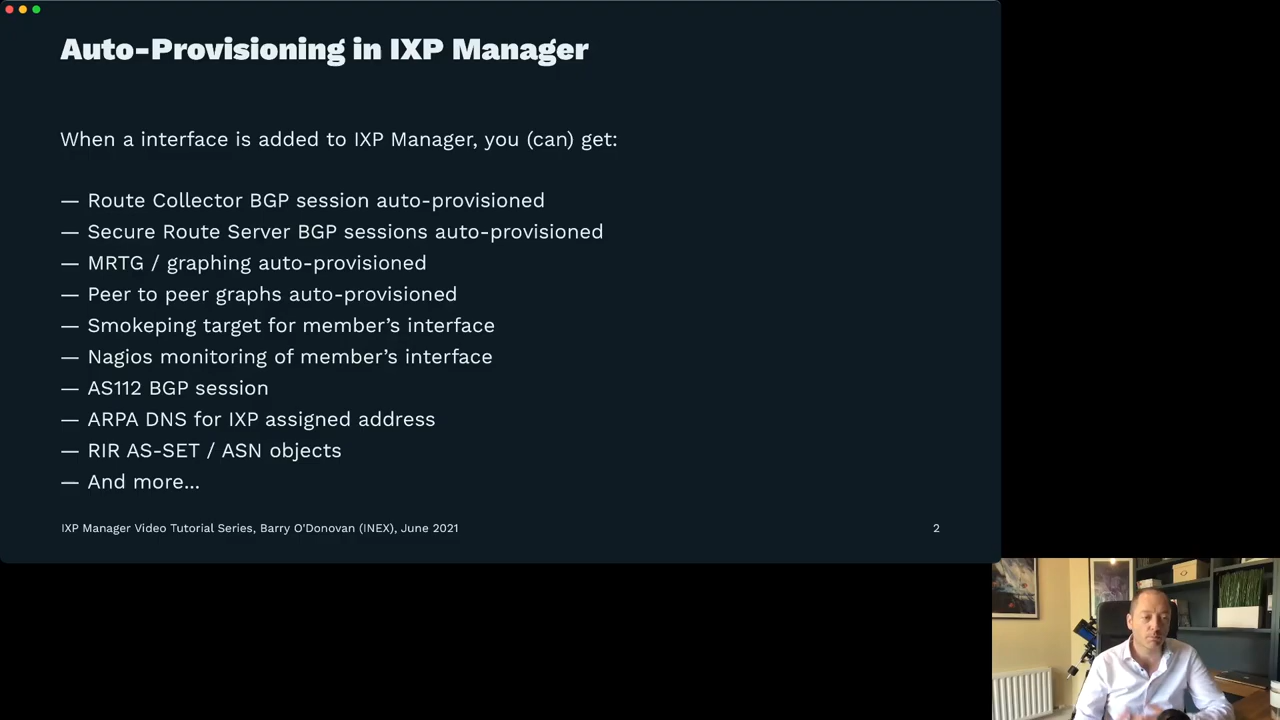 Auto-Provisioning in IXP Manager
When a interface is added to IXP Manager, you (can) get:
— Route Collector BGP session auto-provisioned
— Secure Route Server BGP sessions auto-provisioned
— MRTG / graphing auto-provisioned
— Peer to peer graphs auto-provisioned
— Smokeping target for member’s interface
— Nagios monitoring of member’s interface
— AS112 BGP session
— ARPA DNS for IXP assigned address
— RIR AS-SET / ASN objects
— And more…
IXP Manager Video Tutorial Series, Barry O’Donovan (INEX), June 2021
2